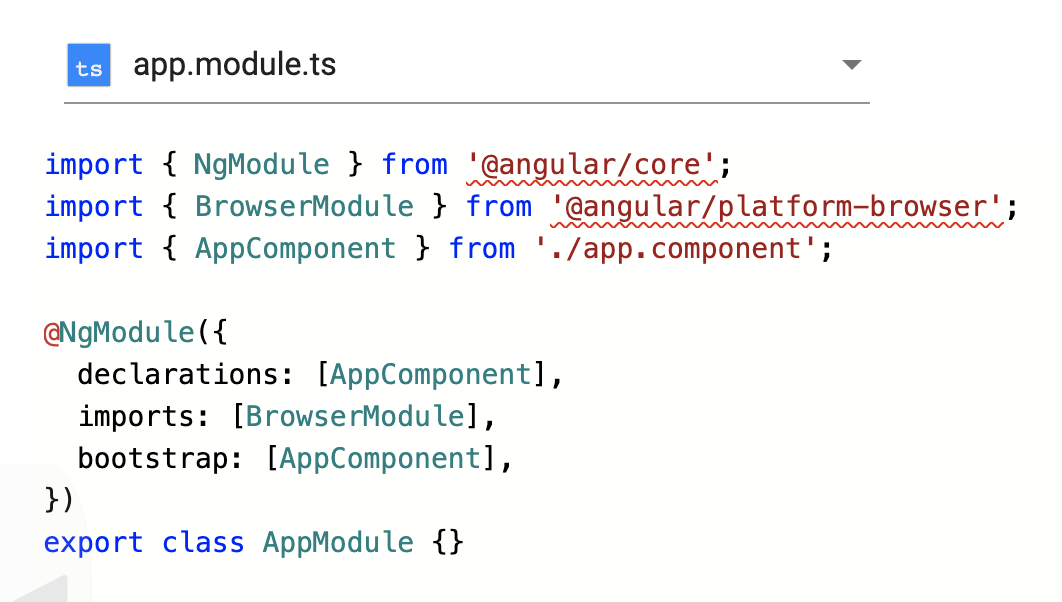 ts app.module.ts
import { NgModule } from '@angular/core';
import { BrowserModule } from '@angular/platform-browser';
import { AppComponent } from './app.component';
@NgModule({
  declarations: [AppComponent],
  imports: [BrowserModule],
  bootstrap: [AppComponent],
})
export class AppModule {}